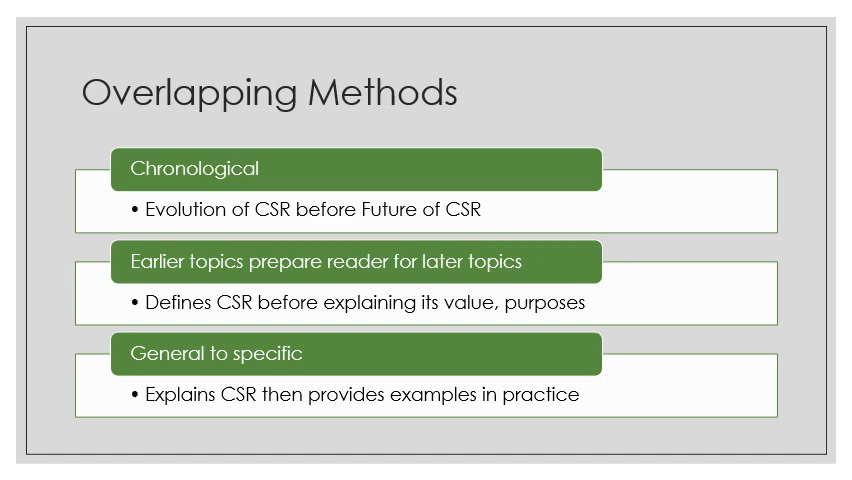 Overlapping Methods
Chronological
• Evolution of CSR before Future of CSR
Earlier topics prepare reader for later topics
• Defines CSR before explaining its value, purposes
General to specific
• Explains CSR then provides examples in practice